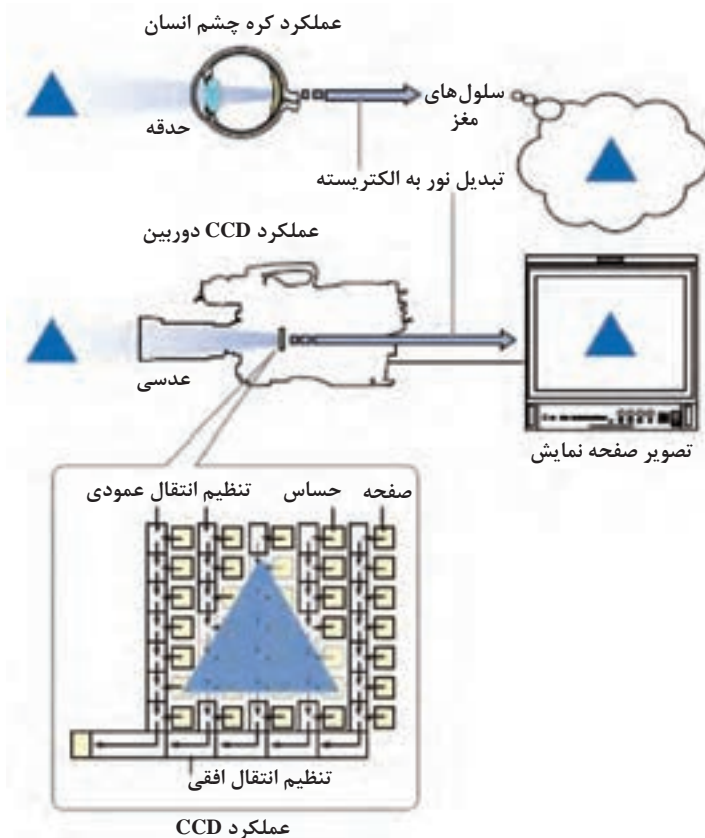 عملکرد کره چشم انسان
حدقه
سلول‌های
مغز
تبدیل نور به الکتریسته
عملکرد CCD دوربین
عدسی
تصویر صفحه نمایش
تنظیم انتقال عمودی
حساس
صفحه
تنظیم انتقال افقی
عملکرد CCD